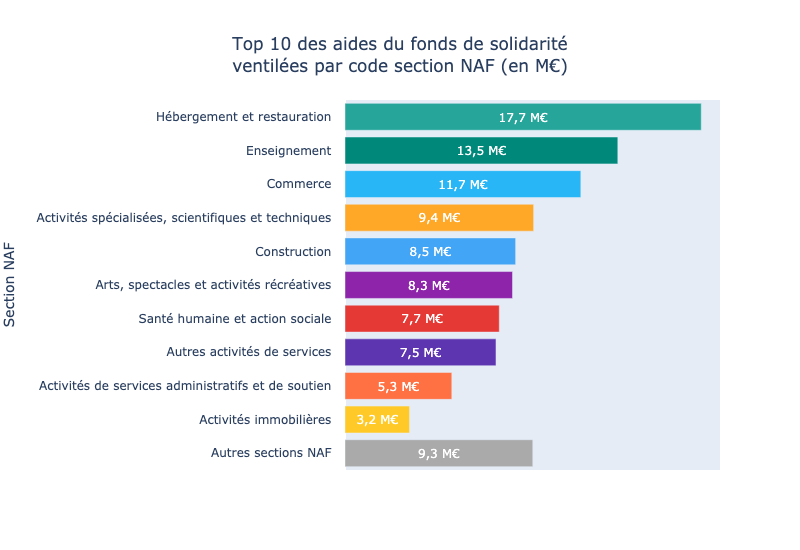 Top 10 des aides du fonds de solidarité
ventilées par code section NAF (en M€)
Section NAF
Hébergement et restauration 17,7 M€
Enseignement 13,5 M€
Commerce 11,7 M€
Activités spécialisées, scientifiques et techniques 9,4 M€
Construction 8,5 M€
Arts, spectacles et activités récréatives 8,3 M€
Santé humaine et action sociale 7,7 M€
Autres activités de services 7,5 M€
Activités de services administratifs et de soutien 5,3 M€
Activités immobilières 3,2 M€
Autres sections NAF 9,3 M€